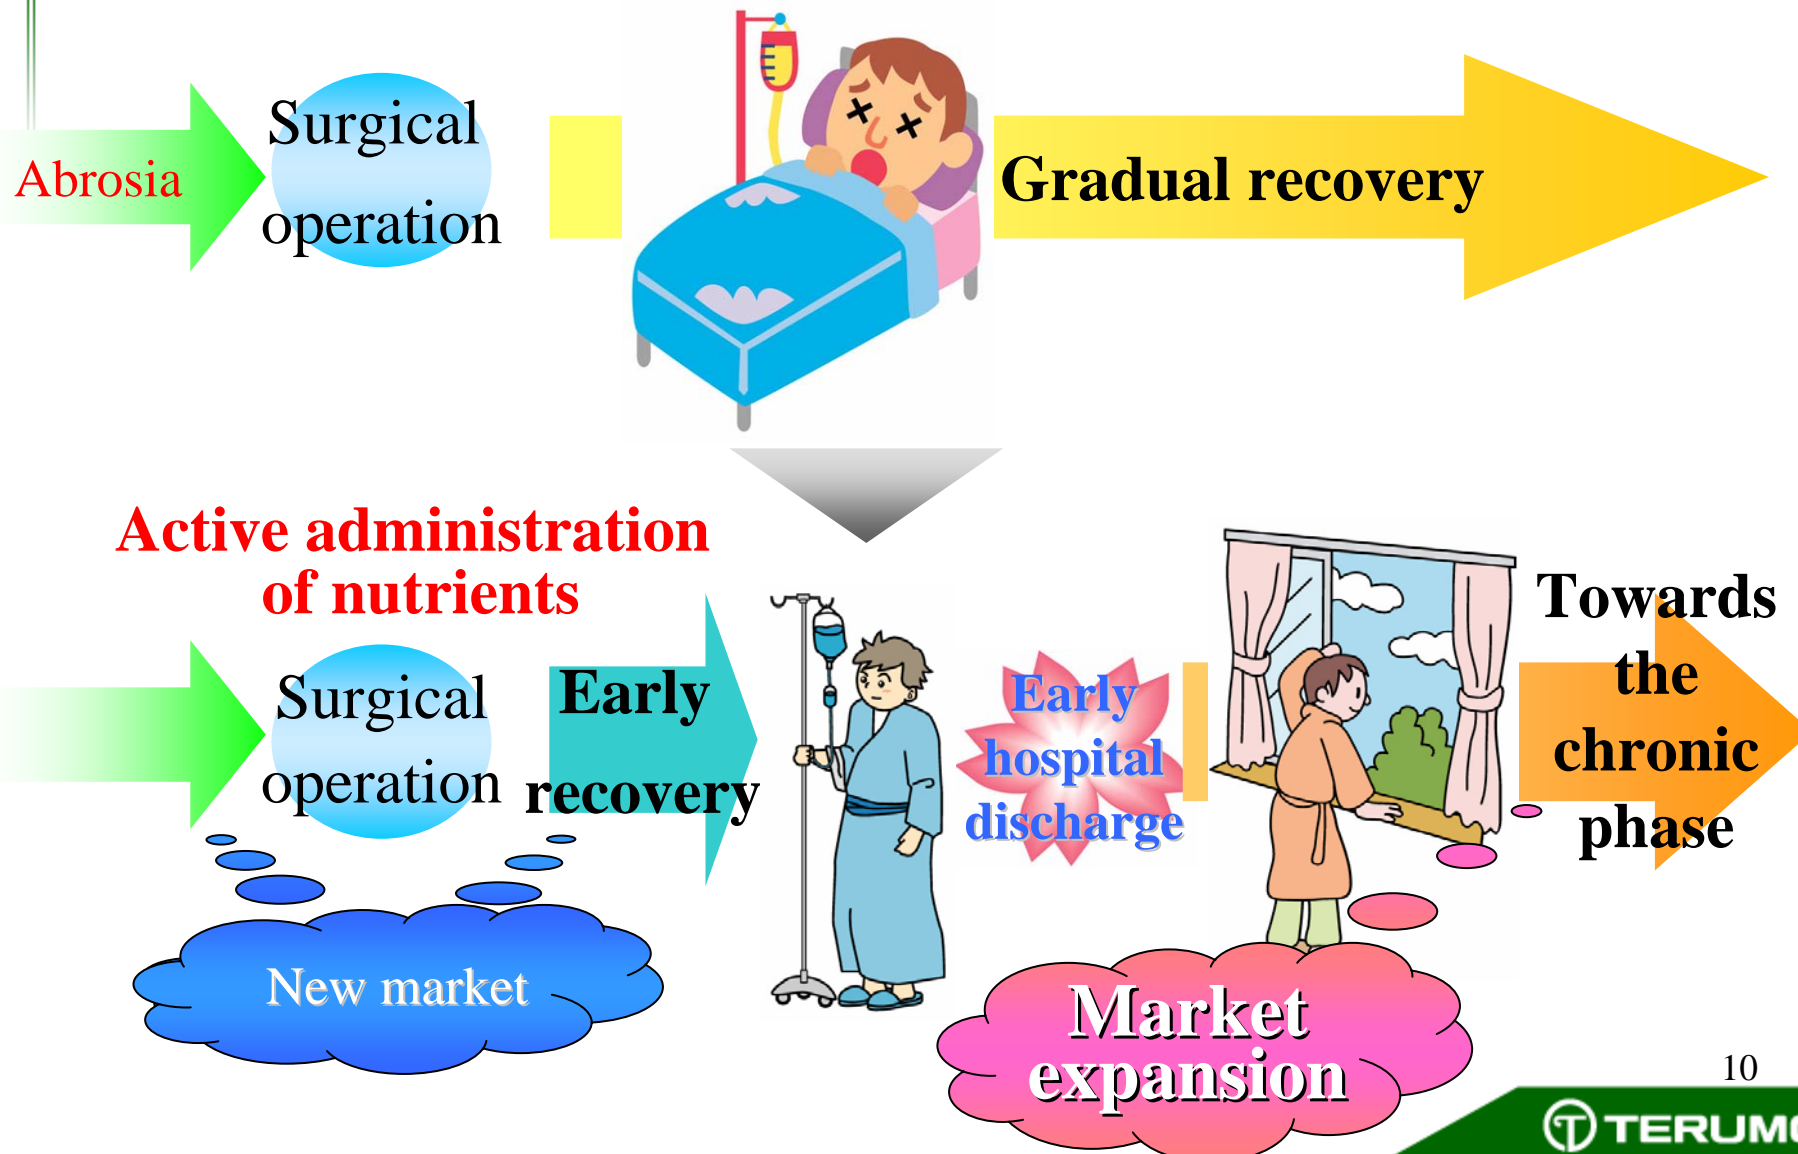 Abrosia
Surgical
operation
Gradual recovery
Active administration
of nutrients
Surgical
operation
Early
recovery
Early
hospital
discharge
Towards
the
chronic
phase
New market
Market
expansion
10
TERUMO